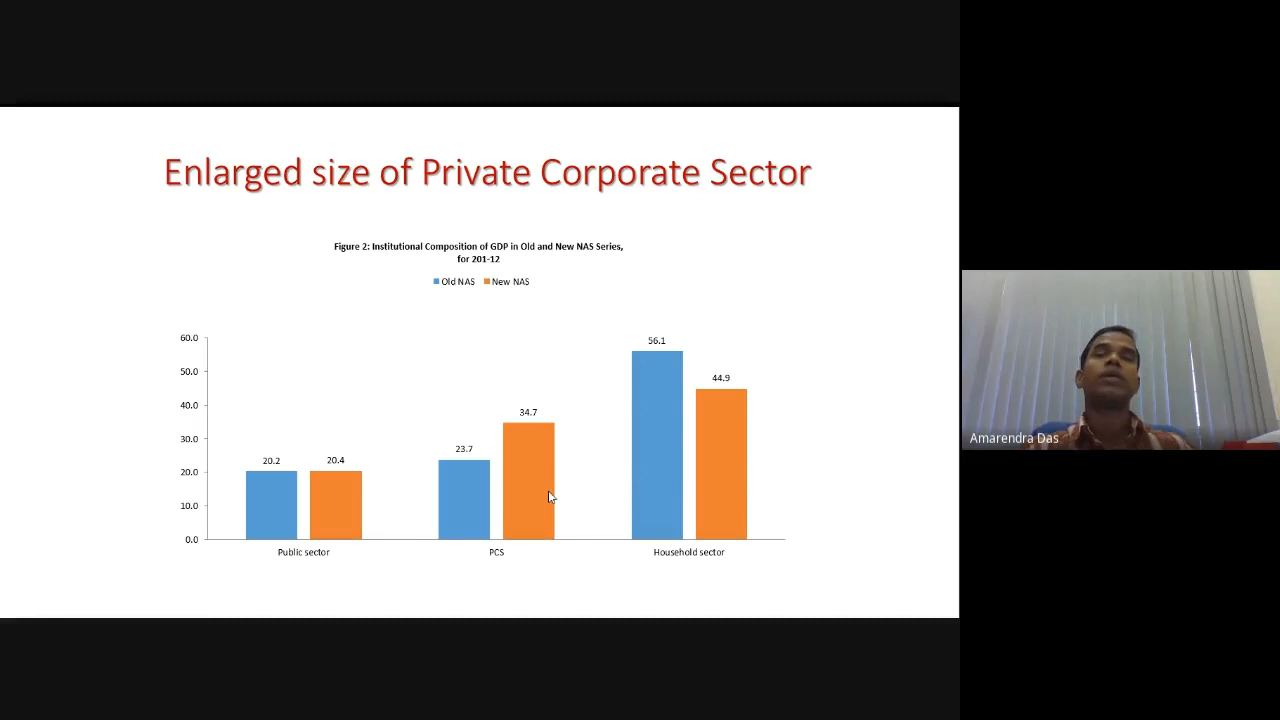 Enlarged size of Private Corporate Sector
Figure 2: Institutional Composition of GDP in Old and New NAS Series,
for 201-12
Old NAS New NAS
60.0
50.0
40.0
30.0
20.0
10.0
0.0
20.2
20.4
23.7
34.7
56.1
44.9
Public sector
PCS
Household sector
Amarendra Das